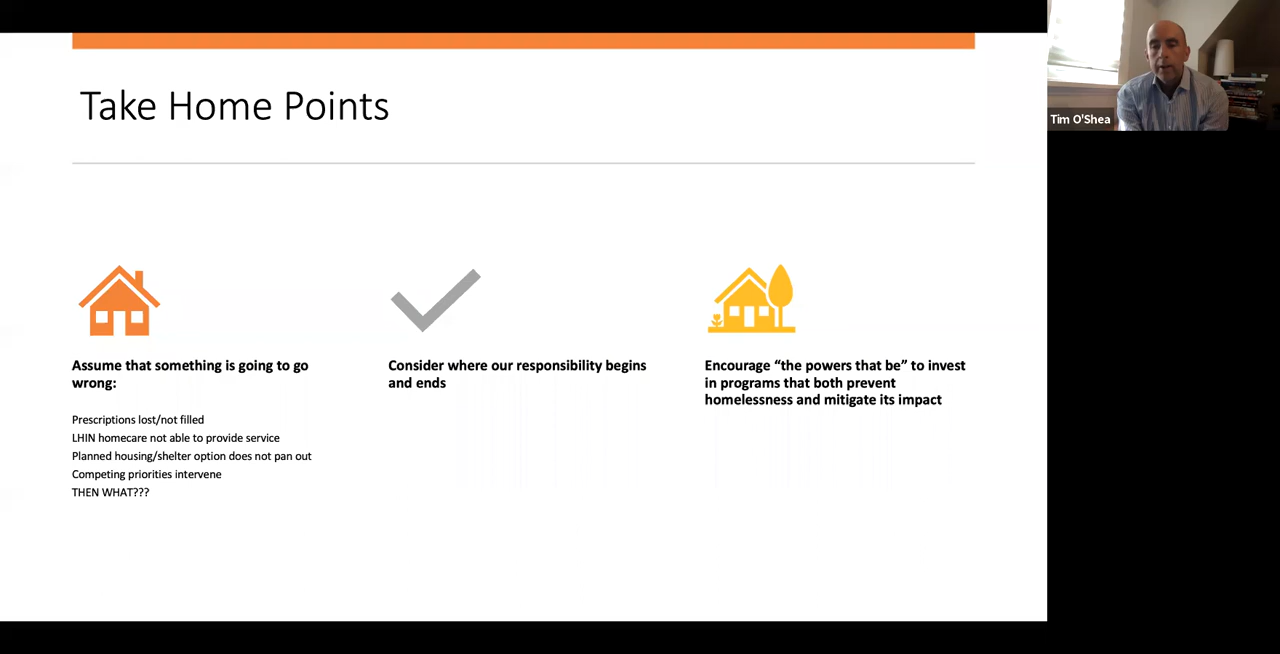 Take Home Points
Tim O'Shea
Assume that something is going to go
wrong:
Prescriptions lost/not filled
LHIN homecare not able to provide service
Planned housing/shelter option does not pan out
Competing priorities intervene
THEN WHAT???
Consider where our responsibility begins
and ends
Encourage “the powers that be” to invest
in programs that both prevent
homelessness and mitigate its impact